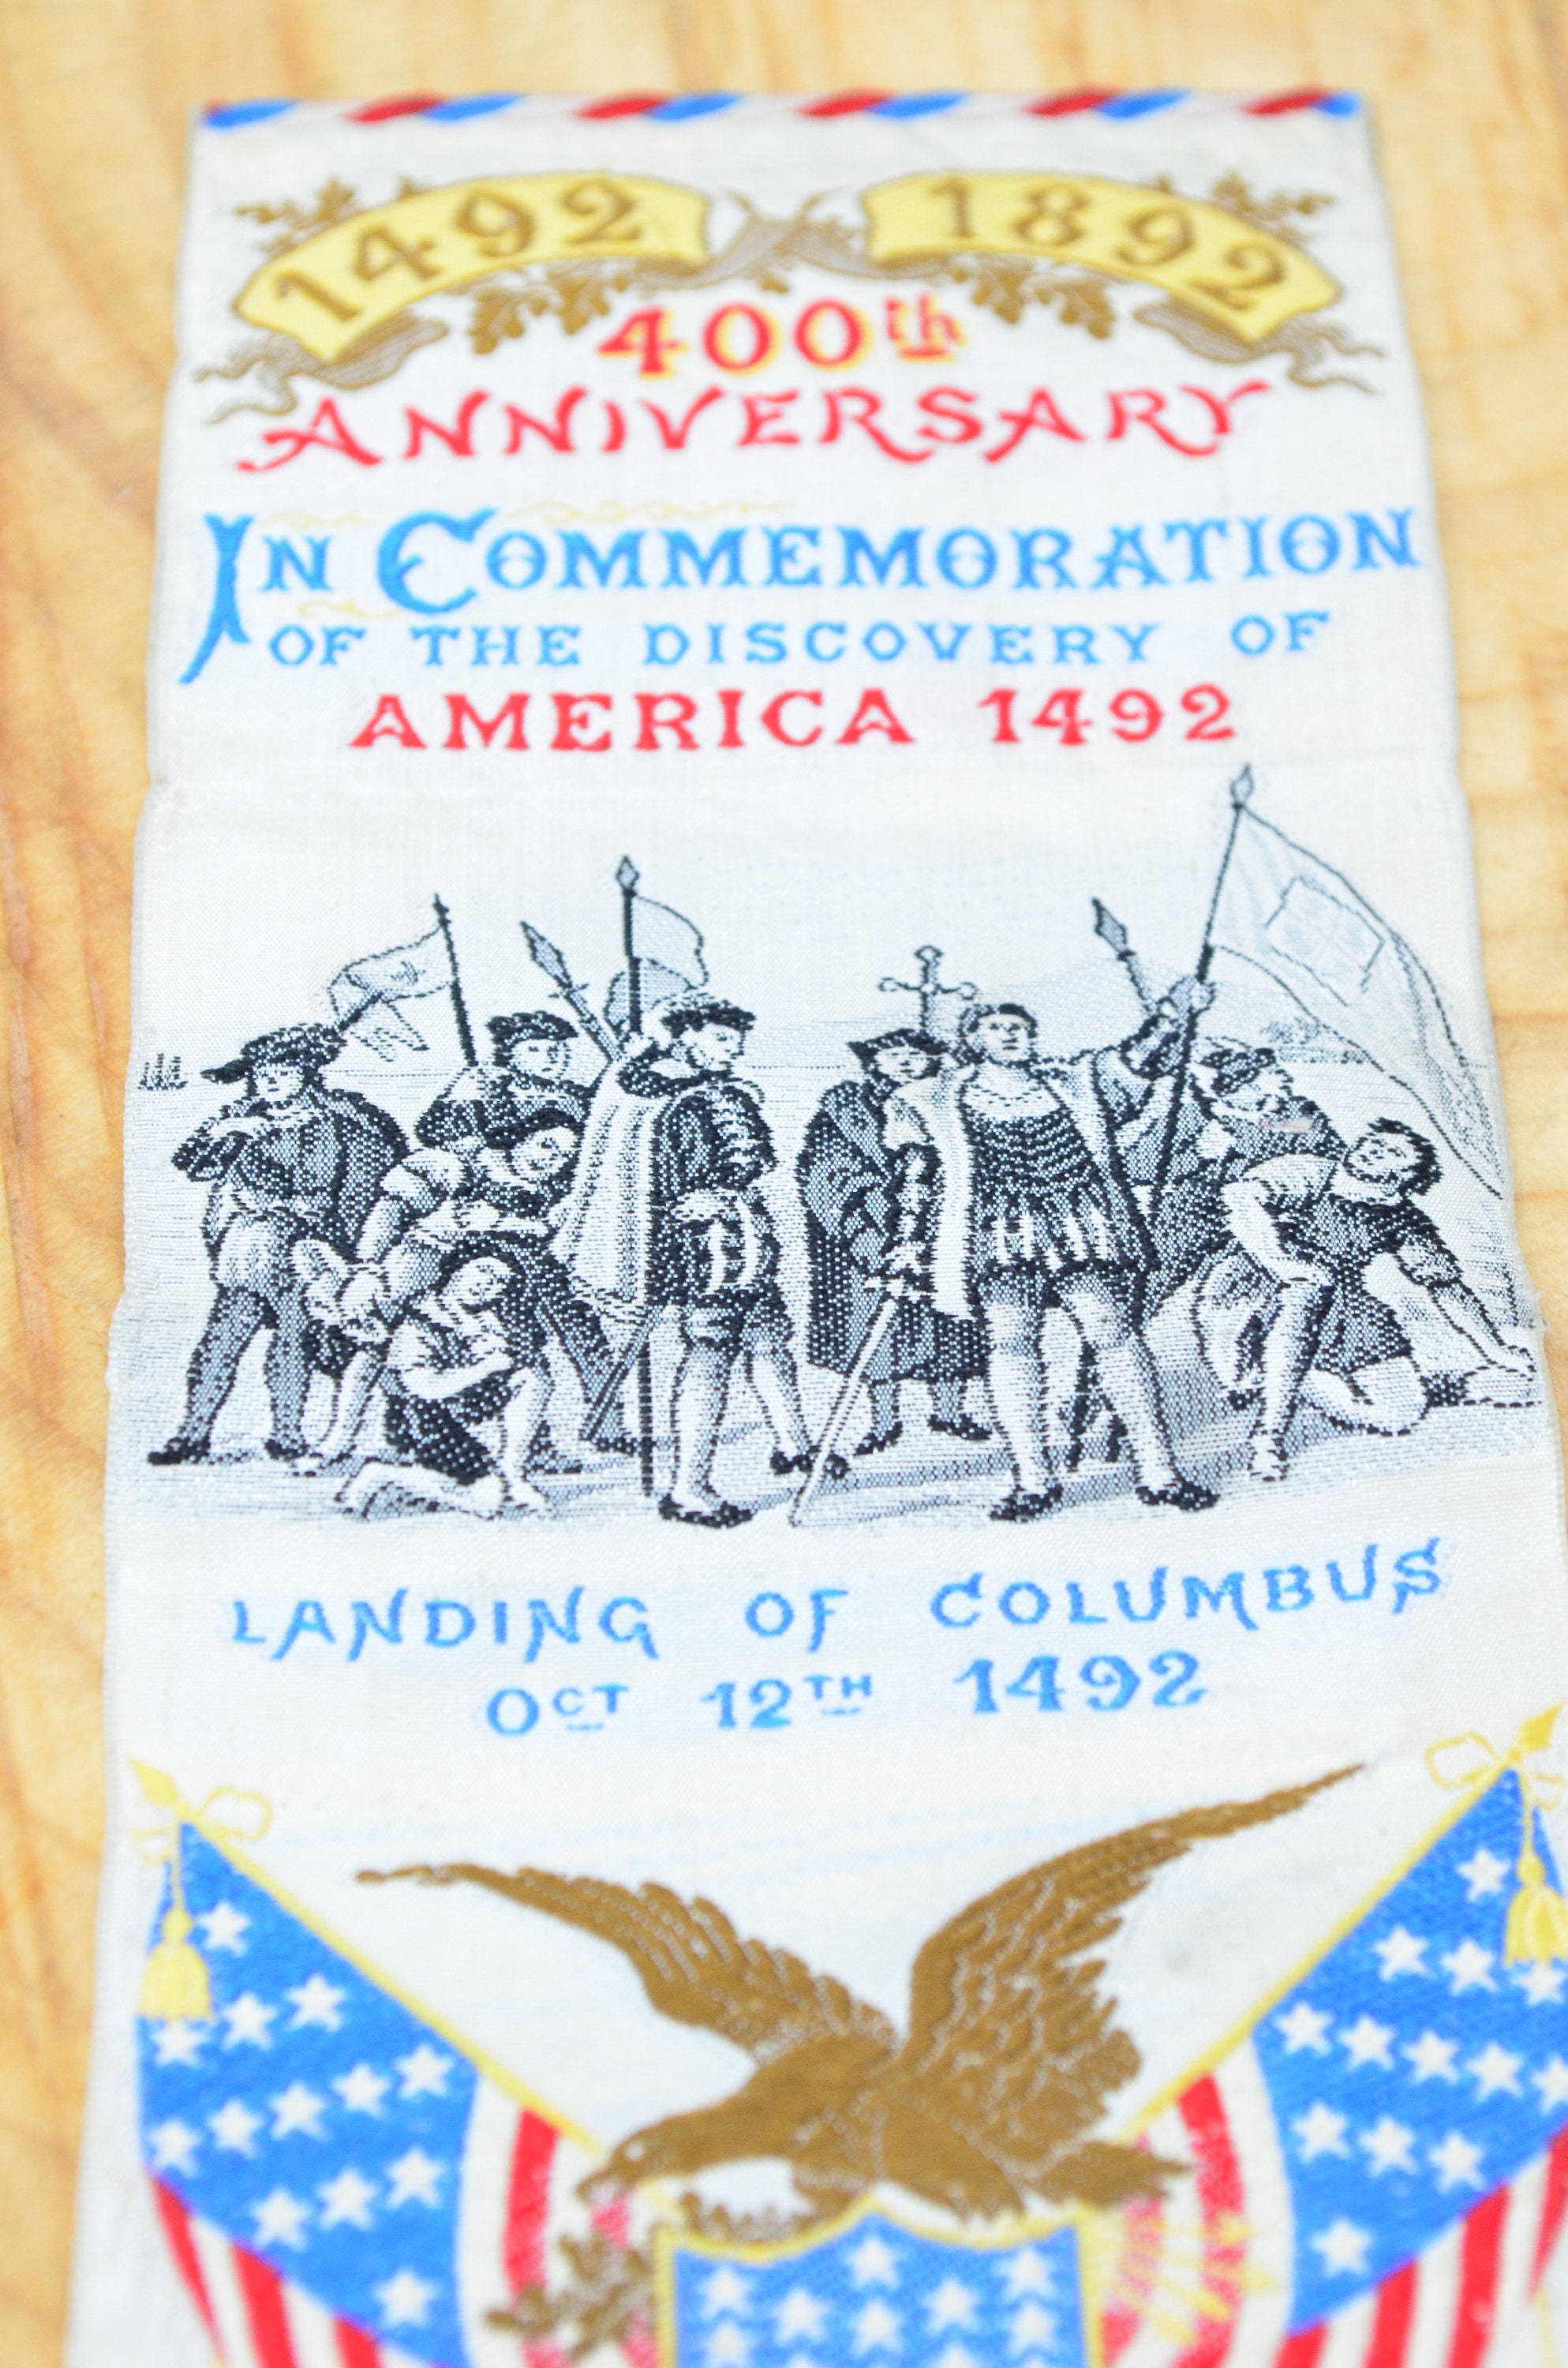 1492 1892
400th
ANNIVERSARY
IN COMMEMORATION
OF THE DISCOVERY OF
AMERICA 1492
LANDING OF COLUMBUS
OCT 12TH 1492